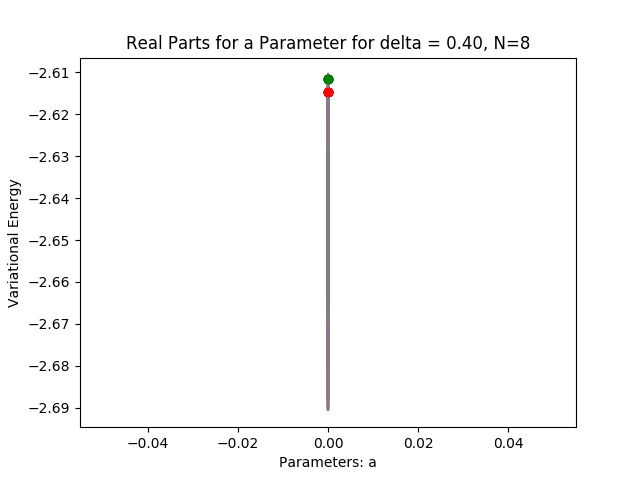 Real Parts for a Parameter for delta = 0.40, N=8
−2.61
−2.62
−2.63
−2.64
−2.65
−2.66
−2.67
−2.68
−2.69
Variational Energy
−0.04 −0.02 0.00 0.02 0.04
Parameters: a